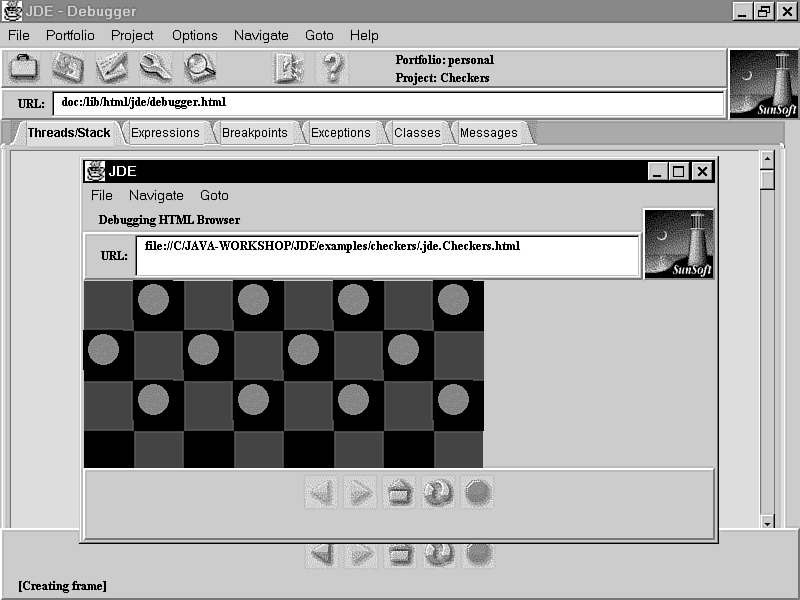 JDE - Debugger
File Portfolio Project Options Navigate Goto Help
Portfolio: personal
Project: Checkers
URL: doc:/lib/html/jde/debugger.html
SunSoft
Threads/Stack Expressions Breakpoints Exceptions Classes Messages
JDE
File Navigate Goto
Debugging HTML Browser
URL: file://C/JAVA-WORKSHOP/JDE/examples/checkers/.jde.Checkers.html
SunSoft
[Creating frame]